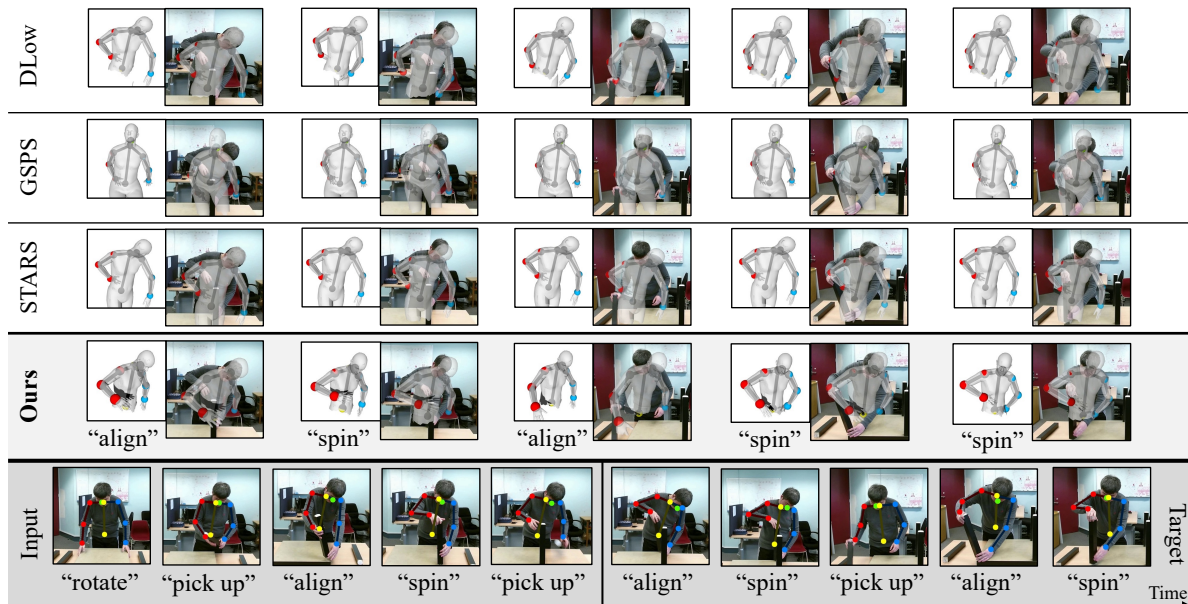 DLow
GSPS
STARS
Ours
“align” “spin” “align” “spin” “spin”
Input
“rotate” “pick up” “align” “spin” “pick up” “align” “spin” “pick up” “align” “spin”
Target
Time